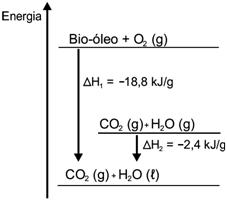 Energia
Bio-óleo + O₂ (g)
ΔH₁ = −18,8 kJ/g
CO₂ (g) + H₂O (g)
ΔH₂ = −2,4 kJ/g
CO₂ (g) + H₂O (ℓ)